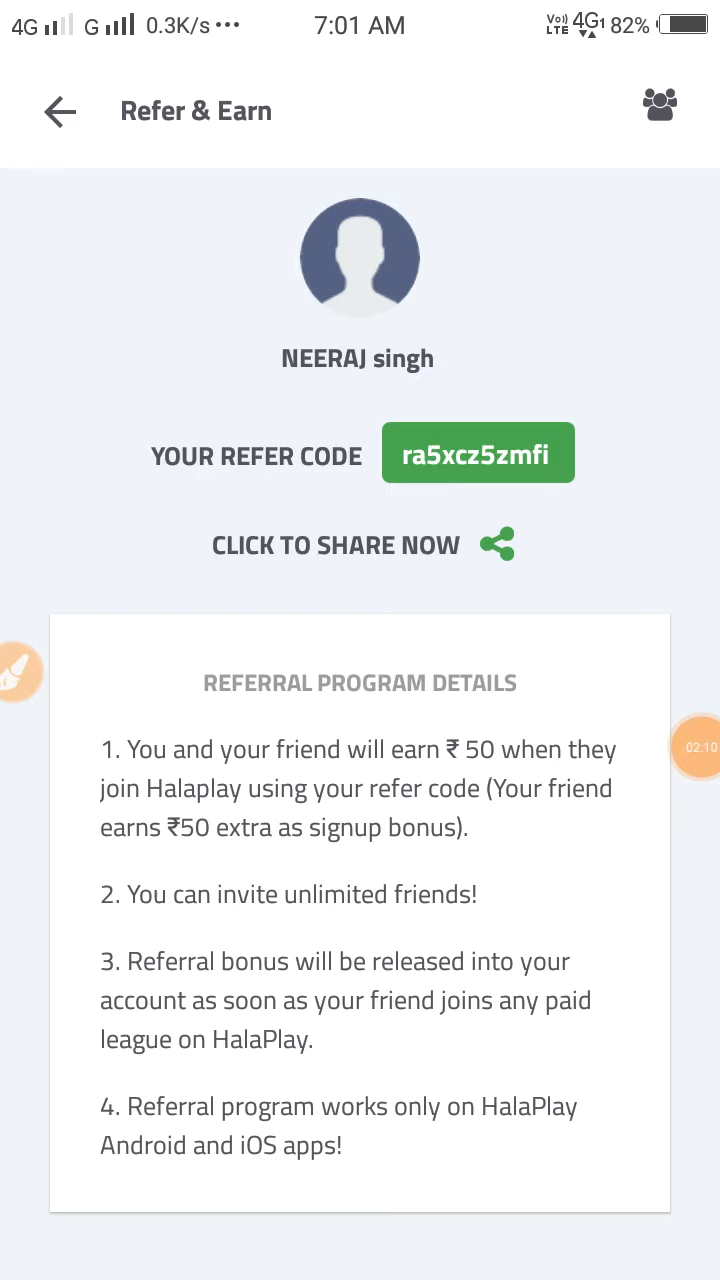 4G G 0.3K/s ... 7:01 AM Vo)) LTE 4G1 82%
Refer & Earn
NEERAJ singh
YOUR REFER CODE ra5xcz5zmfi
CLICK TO SHARE NOW
REFERRAL PROGRAM DETAILS
1. You and your friend will earn ₹ 50 when they
join Halaplay using your refer code (Your friend
earns ₹50 extra as signup bonus).
2. You can invite unlimited friends!
02:10
3. Referral bonus will be released into your
account as soon as your friend joins any paid
league on HalaPlay.
4. Referral program works only on HalaPlay
Android and iOS apps!